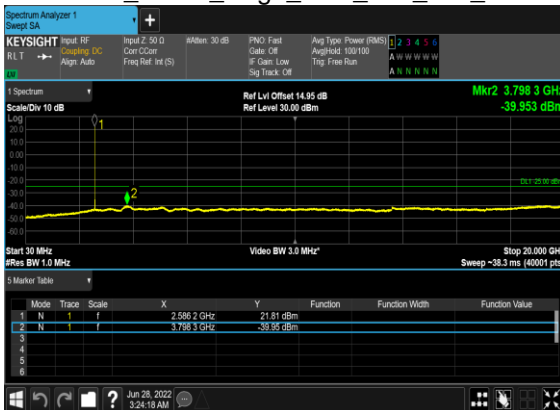 Spectrum Analyzer 1
Swept SA
+
KEYSIGHT Input: RF Input Z: 50 Ω #Atten: 30 dB PNO: Fast Avg Type: Power (RMS) 1 2 3 4 5 6
RLT Coupling: DC Corr CCorr Gate: Off Avg|Hold: 100/100 A W W W W W
Align: Auto Freq Ref: Int (S) IF Gain: Low Trig: Free Run
Sig Track: Off A N N N N N
1 Spectrum Ref Lvl Offset 14.95 dB Mkr2 3.798 3 GHz
Scale/Div 10 dB Ref Level 30.00 dBm -39.953 dBm
Log
20.0
10.0
0.00
-10.0
-20.0
-30.0
-40.0
-50.0
-60.0
1
2
Start 30 MHz Video BW 3.0 MHz* Stop 20.000 GH
#Res BW 1.0 MHz Sweep ~38.3 ms (40001 pts
5 Marker Table
Mode Trace Scale X Y Function Function Width Function Value
1 N 1 f 2.586 2 GHz 21.81 dBm
2 N 1 f 3.798 3 GHz -39.95 dBm
3
4
5
6
? Jun 28, 2022
3:24:18 AM